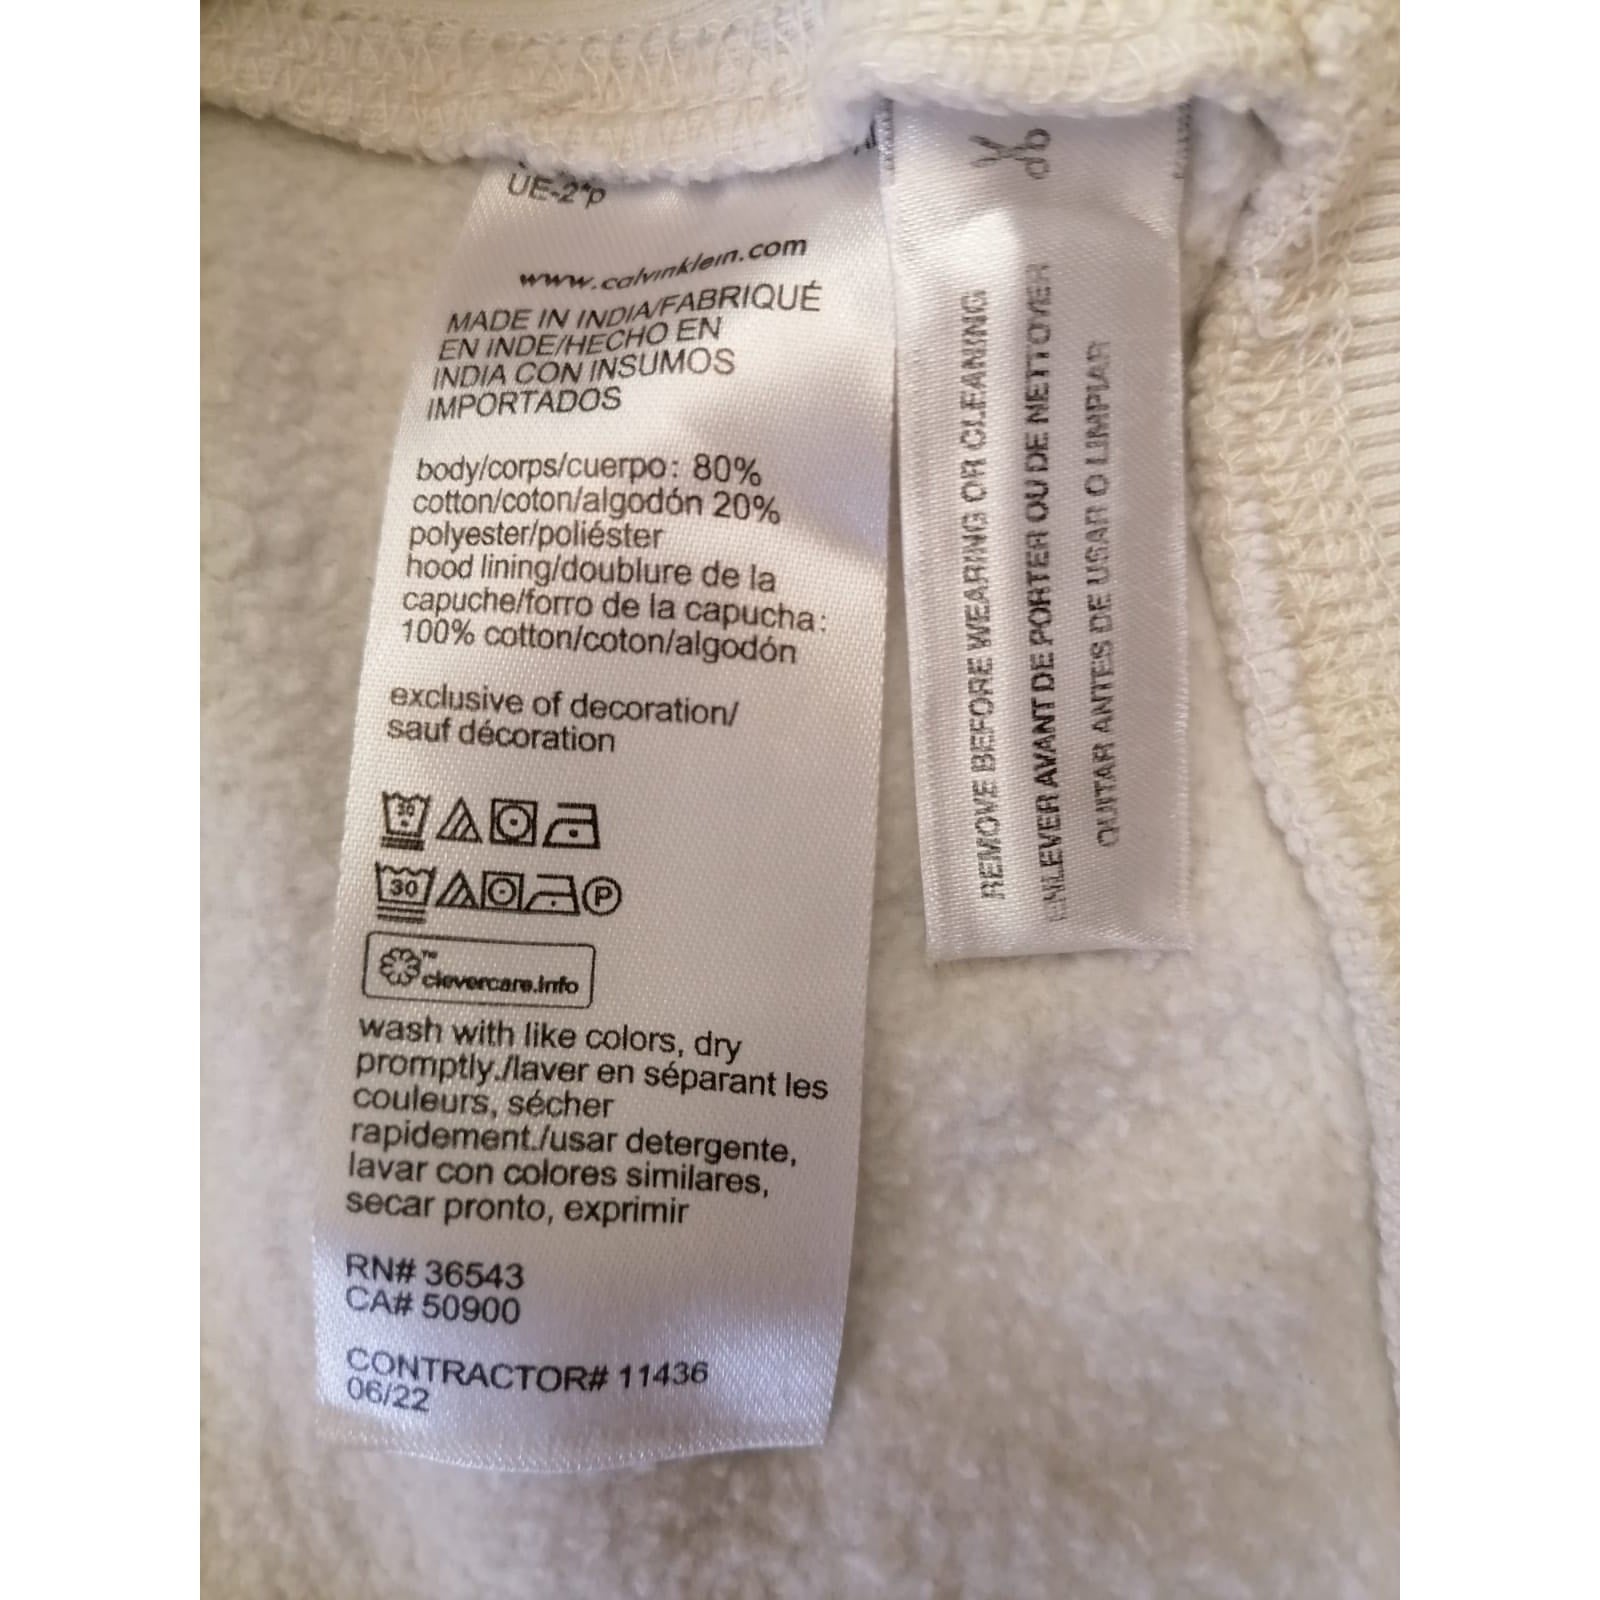 UE-2*p
www.calvinklein.com
MADE IN INDIA/FABRIQUÉ
EN INDE/HECHO EN
INDIA CON INSUMOS
IMPORTADOS
body/corps/cuerpo: 80%
cotton/coton/algodón 20%
polyester/poliéster
hood lining/doublure de la
capuche/forro de la capucha:
100% cotton/coton/algodón
exclusive of decoration/
sauf décoration
30
30 P
™ clevercare.info
wash with like colors, dry
promptly./laver en séparant les
couleurs, sécher
rapidement./usar detergente,
lavar con colores similares,
secar pronto, exprimir
RN# 36543
CA# 50900
CONTRACTOR# 11436
06/22
REMOVE BEFORE WEARING OR CLEANING
ENLEVER AVANT DE PORTER OU DE NETTOYER
QUITAR ANTES DE USAR O LIMPIAR